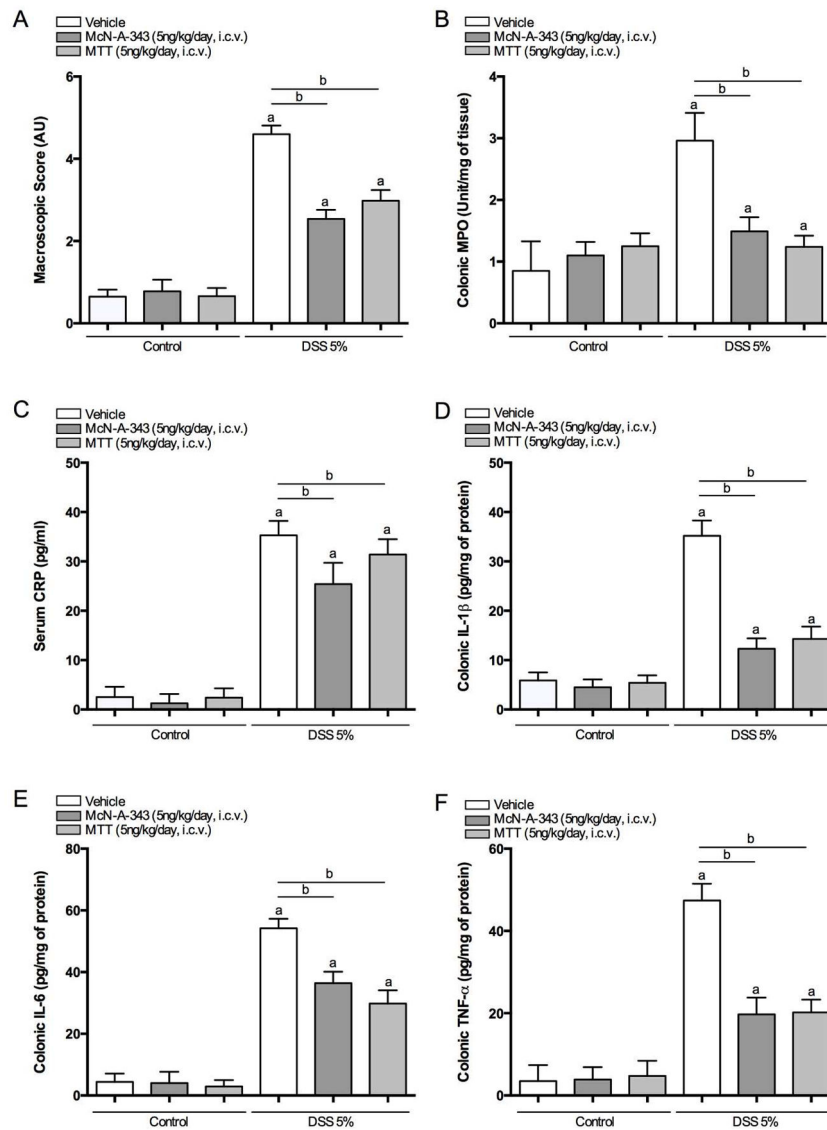 A
Vehicle
McN-A-343 (5ng/kg/day, i.c.v.)
MTT (5ng/kg/day, i.c.v.)
Macroscopic Score (AU)
6
4
2
0
b
b
a
a
a
Control
DSS 5%
B
Vehicle
McN-A-343 (5ng/kg/day, i.c.v.)
MTT (5ng/kg/day, i.c.v.)
Colonic MPO (Unit/mg of tissue)
4
3
2
1
0
b
b
a
a
a
Control
DSS 5%
C
Vehicle
McN-A-343 (5ng/kg/day, i.c.v.)
MTT (5ng/kg/day, i.c.v.)
Serum CRP (pg/ml)
50
40
30
20
10
0
b
b
a
a
a
Control
DSS 5%
D
Vehicle
McN-A-343 (5ng/kg/day, i.c.v.)
MTT (5ng/kg/day, i.c.v.)
Colonic IL-1β (pg/mg of protein)
50
40
30
20
10
0
b
b
a
a
a
Control
DSS 5%
E
Vehicle
McN-A-343 (5ng/kg/day, i.c.v.)
MTT (5ng/kg/day, i.c.v.)
Colonic IL-6 (pg/mg of protein)
80
60
40
20
0
b
b
a
a
a
Control
DSS 5%
F
Vehicle
McN-A-343 (5ng/kg/day, i.c.v.)
MTT (5ng/kg/day, i.c.v.)
Colonic TNF-α (pg/mg of protein)
60
40
20
0
b
b
a
a
a
Control
DSS 5%